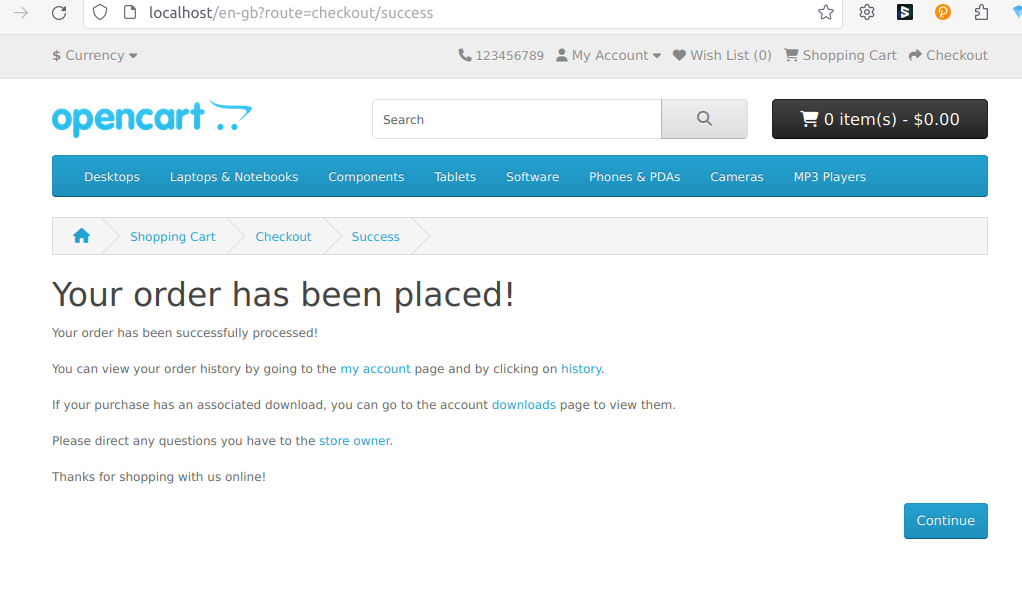 localhost/en-gb?route=checkout/success
$ Currency 123456789 My Account Wish List (0) Shopping Cart Checkout
opencart Search 0 item(s) - $0.00
Desktops Laptops & Notebooks Components Tablets Software Phones & PDAs Cameras MP3 Players
Shopping Cart Checkout Success
Your order has been placed!
Your order has been successfully processed!
You can view your order history by going to the my account page and by clicking on history.
If your purchase has an associated download, you can go to the account downloads page to view them.
Please direct any questions you have to the store owner.
Thanks for shopping with us online!
Continue